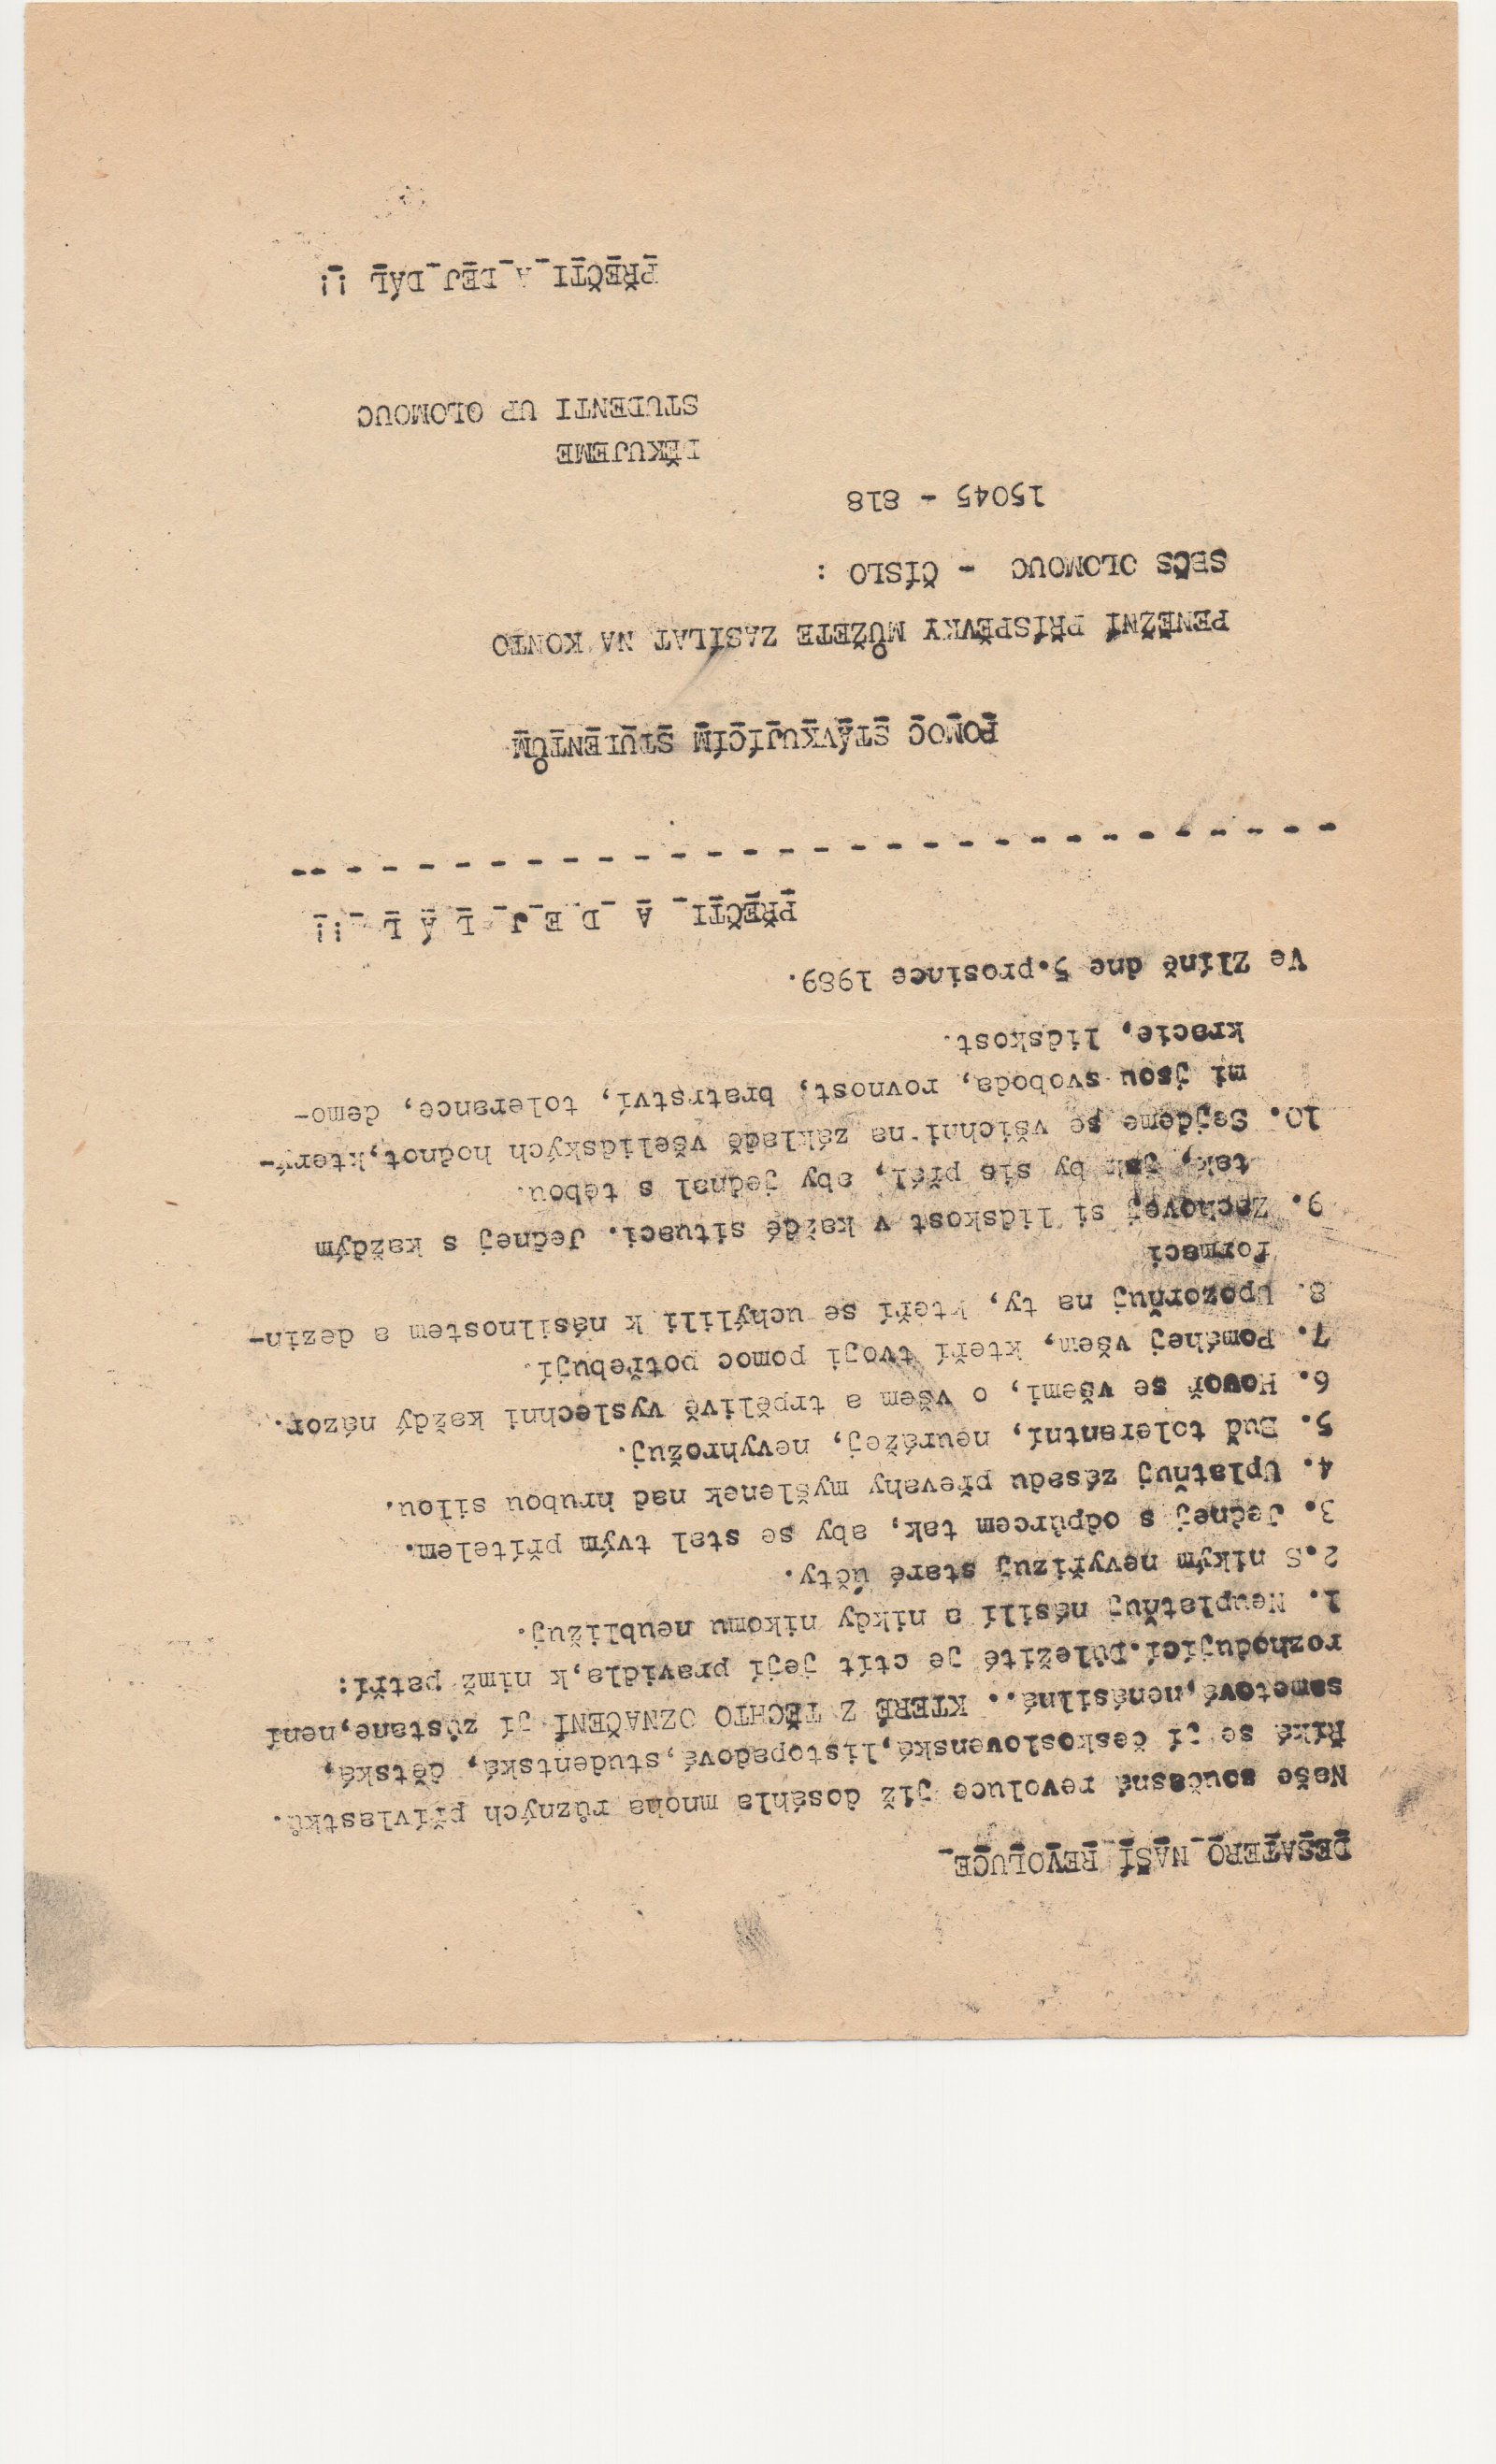 DESATERO NAŠÍ REVOLUCE
Naše současná revoluce již dosáhla mnoha různých přívlastků.
Říká se jí československá,listopadová,studentská, dětská,
sametová,nenásilná.. KTERÉ Z TĚCHTO OZNAČENÍ jí zůstane,není
rozhodující.Důležité je ctít její pravidla,k nimž patří:
1. Neuplatňuj násilí a nikdy nikomu neubližuj.
2.S nikým nevyřizuj staré účty.
3. Jednej s odpůrcem tak, aby se stal tvým přítelem.
4. Uplatňuj zásadu převahy myšlenek nad hrubou silou.
5. Buď tolerantní, neurážej, nevyhrožuj.
6. Hovoř se všemi, o všem a trpělivě vyslechni každý názor.
7. Pomáhej všem, kteří tvoji pomoc potřebují.
8. Upozorňuj na ty, kteří se uchýlili k násilnostem a dezin-
formaci
9. Zachovej si lidskost v každé situaci. Jednej s každým
tak, jak by sis přál, aby jednal s tebou.
10. Sejdeme se všichni na základě všelidských hodnot,který-
mi jsou svoboda, rovnost, bratrství, tolerance, demo-
kracie, lidskost.
Ve Zlíně dne 5.prosince 1989.
PŘEČTI A DEJ DÁL !!
POMOC STÁVKUJÍCÍM STUDENTŮM
PENĚŽNÍ PŘÍSPĚVKY MŮŽETE ZASÍLAT NA KONTO
SBČS OLOMOUC - ČÍSLO :
15045 - 818
DĚKUJEME
STUDENTI UP OLOMOUC
PŘEČTI A DEJ DÁL !!